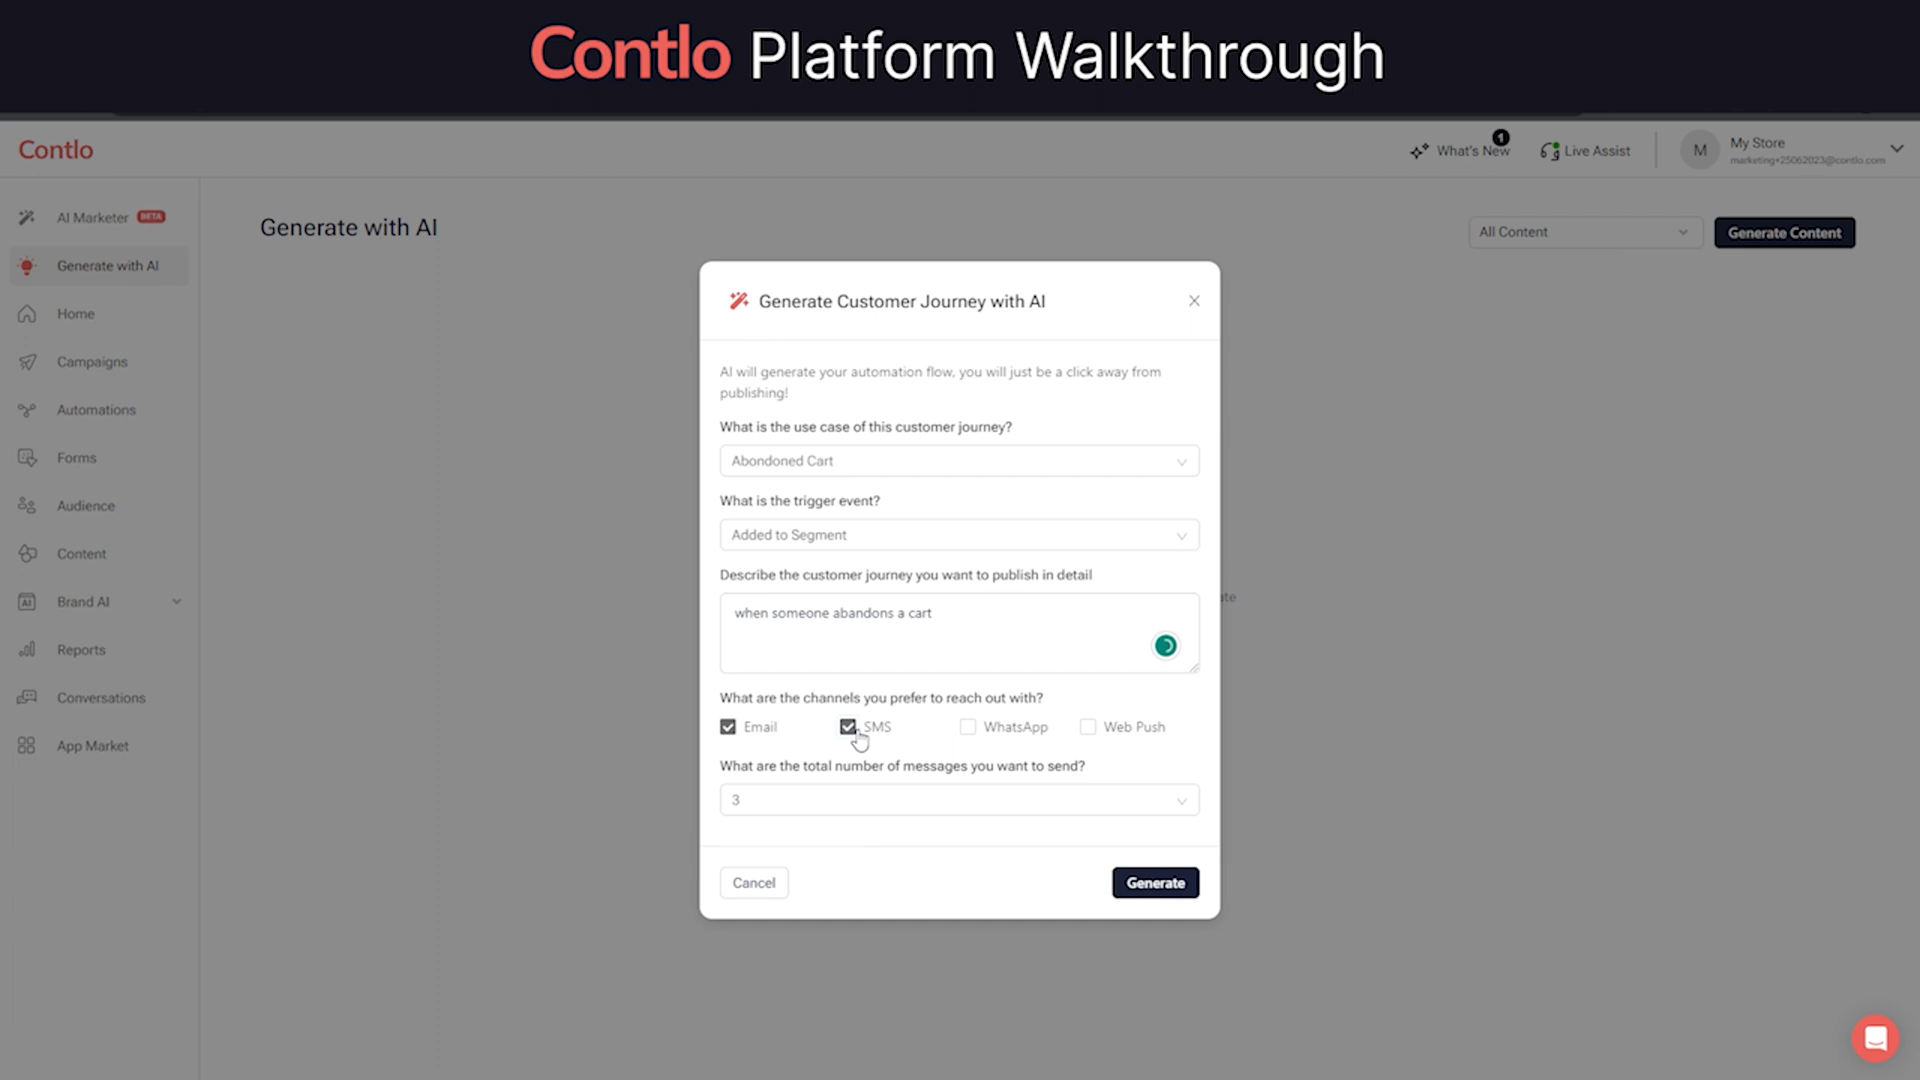 Contlo Platform Walkthrough
Contlo
What's New
1
Live Assist
M
My Store
marketing+25062023@contlo.com
AI Marketer BETA
Generate with AI
Home
Campaigns
Automations
Forms
Audience
Content
AI
Brand AI
Reports
Conversations
App Market
Generate with AI
All Content
Generate Content
Generate Customer Journey with AI
AI will generate your automation flow, you will just be a click away from
publishing!
What is the use case of this customer journey?
Abondoned Cart
What is the trigger event?
Added to Segment
Describe the customer journey you want to publish in detail
when someone abandons a cart
What are the channels you prefer to reach out with?
Email
SMS
WhatsApp
Web Push
What are the total number of messages you want to send?
3
Cancel
Generate